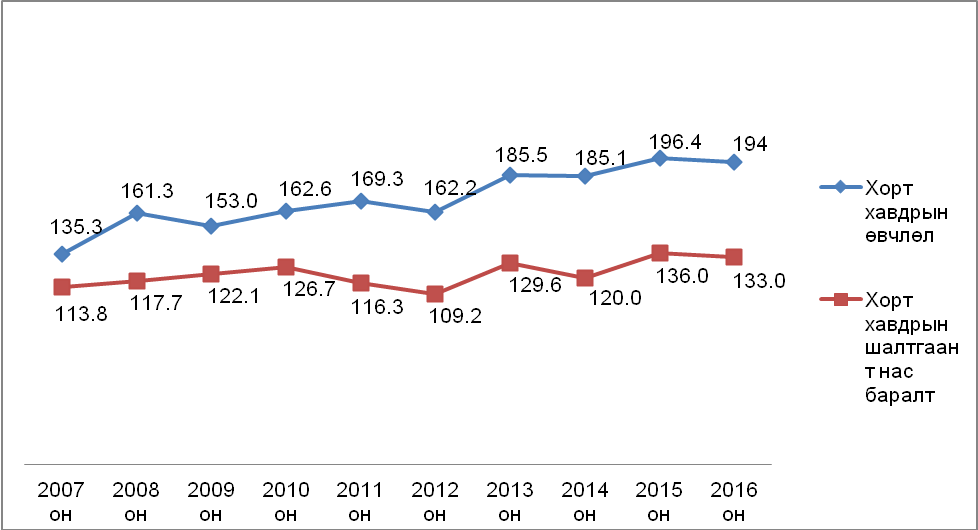 135.3
161.3
153.0
162.6
169.3
162.2
185.5
185.1
196.4
194
113.8
117.7
122.1
126.7
116.3
109.2
129.6
120.0
136.0
133.0
Хорт
хавдрын
өвчлөл
Хорт
хавдрын
шалтгаан
т нас
баралт
2007 2008 2009 2010 2011 2012 2013 2014 2015 2016
он он он он он он он он он он